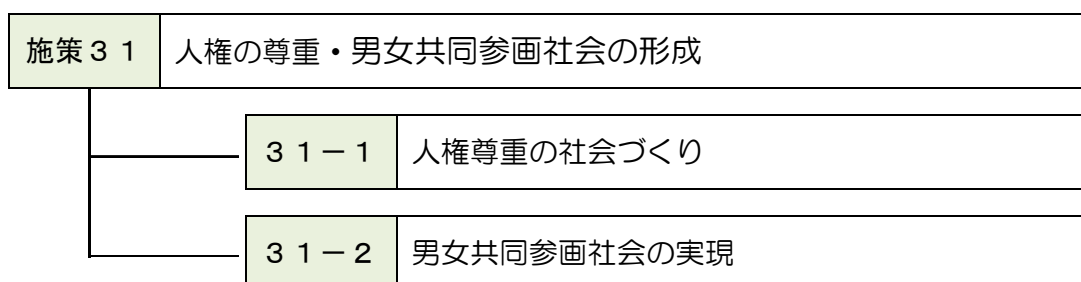 施策３１ 人権の尊重・男女共同参画社会の形成
３１－１ 人権尊重の社会づくり
３１－２ 男女共同参画社会の実現